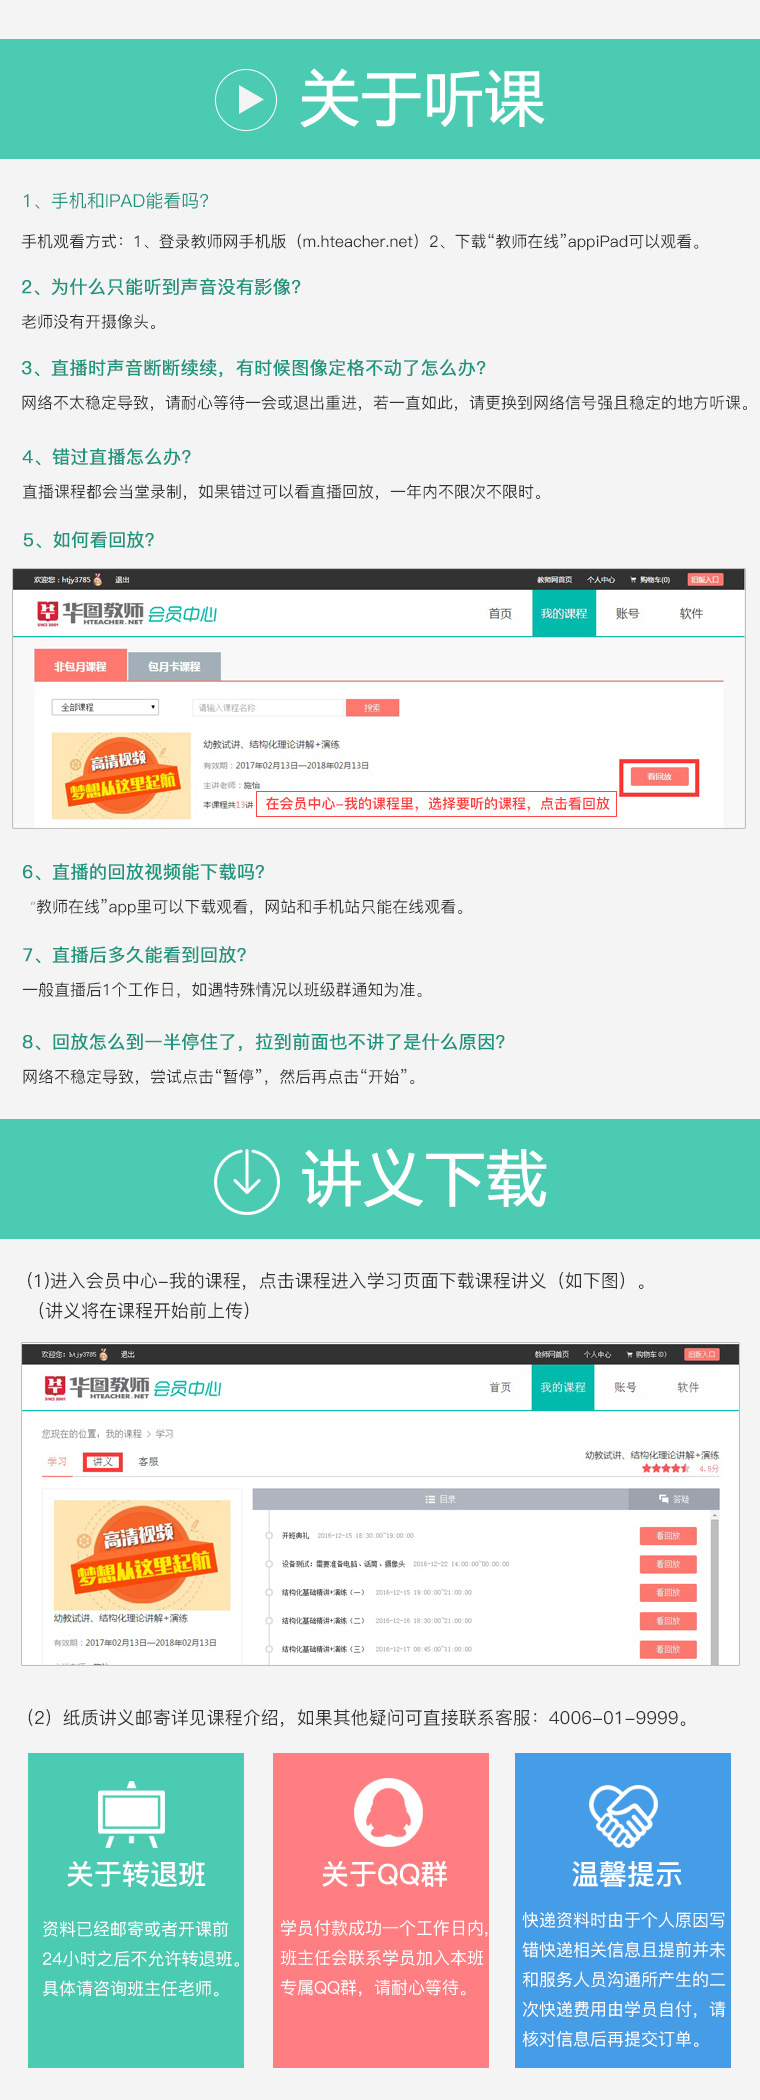 关于听课
1、手机和IPAD能看吗?
手机观看方式：1、登录教师网手机版（m.hteacher.net）2、下载“教师在线”appiPad可以观看。
2、为什么只能听到声音没有影像?
老师没有开摄像头。
3、直播时声音断断续续，有时候图像定格不动了怎么办?
网络不太稳定导致，请耐心等待一会或退出重进，若一直如此，请更换到网络信号强且稳定的地方听课。
4、错过直播怎么办?
直播课程都会当堂录制，如果错过可以看直播回放，一年内不限次不限时。
5、如何看回放?
欢迎您：htjy3785 退出 教师网首页 个人中心 购物车(0) 旧版入口
华图教师 会员中心 首页 我的课程 账号 软件
HTEACHER.NET
SINCE 2001
非包月课程 包月卡课程
全部课程 请输入课程名称 搜索
高清视频
梦想从这里起航
幼教试讲、结构化理论讲解+演练
有效期：2017年02月13日—2018年02月13日
看回放
主讲老师：施怡
本课程共13讲
在会员中心-我的课程里，选择要听的课程，点击看回放
6、直播的回放视频能下载吗?
“教师在线”app里可以下载观看，网站和手机站只能在线观看。
7、直播后多久能看到回放?
一般直播后1个工作日，如遇特殊情况以班级群通知为准。
8、回放怎么到一半停住了，拉到前面也不讲了是什么原因?
网络不稳定导致，尝试点击“暂停”，然后再点击“开始”。
讲义下载
(1)进入会员中心-我的课程，点击课程进入学习页面下载课程讲义（如下图）。
（讲义将在课程开始前上传）
欢迎您：htjy3785 退出 教师网首页 个人中心 购物车(0) 旧版入口
华图教师 会员中心 首页 我的课程 账号 软件
HTEACHER.NET
SINCE 2001
您现在的位置：我的课程 > 学习
学习 讲义 客服
幼教试讲、结构化理论讲解+演练
4.5分
目录 答疑
高清视频
梦想从这里起航
幼教试讲、结构化理论讲解+演练
有效期：2017年02月13日—2018年02月13日
开班典礼 2016-12-15 18:30:00~19:00:00 看回放
设备测试：需要准备电脑、话筒、摄像头 2016-12-22 14:00:00~00:00:00 看回放
结构化基础精讲+演练（一） 2016-12-15 19:00:00~21:00:00 看回放
结构化基础精讲+演练（二） 2016-12-16 18:30:00~21:00:00 看回放
结构化基础精讲+演练（三） 2016-12-17 08:45:00~11:00:00 看回放
（2）纸质讲义邮寄详见课程介绍，如果其他疑问可直接联系客服：4006-01-9999。
关于转退班
资料已经邮寄或者开课前
24小时之后不允许转退班。
具体请咨询班主任老师。
关于QQ群
学员付款成功一个工作日内，
班主任会联系学员加入本班
专属QQ群，请耐心等待。
温馨提示
快递资料时由于个人原因写
错快递相关信息且提前并未
和服务人员沟通所产生的二
次快递费用由学员自付，请
核对信息后再提交订单。